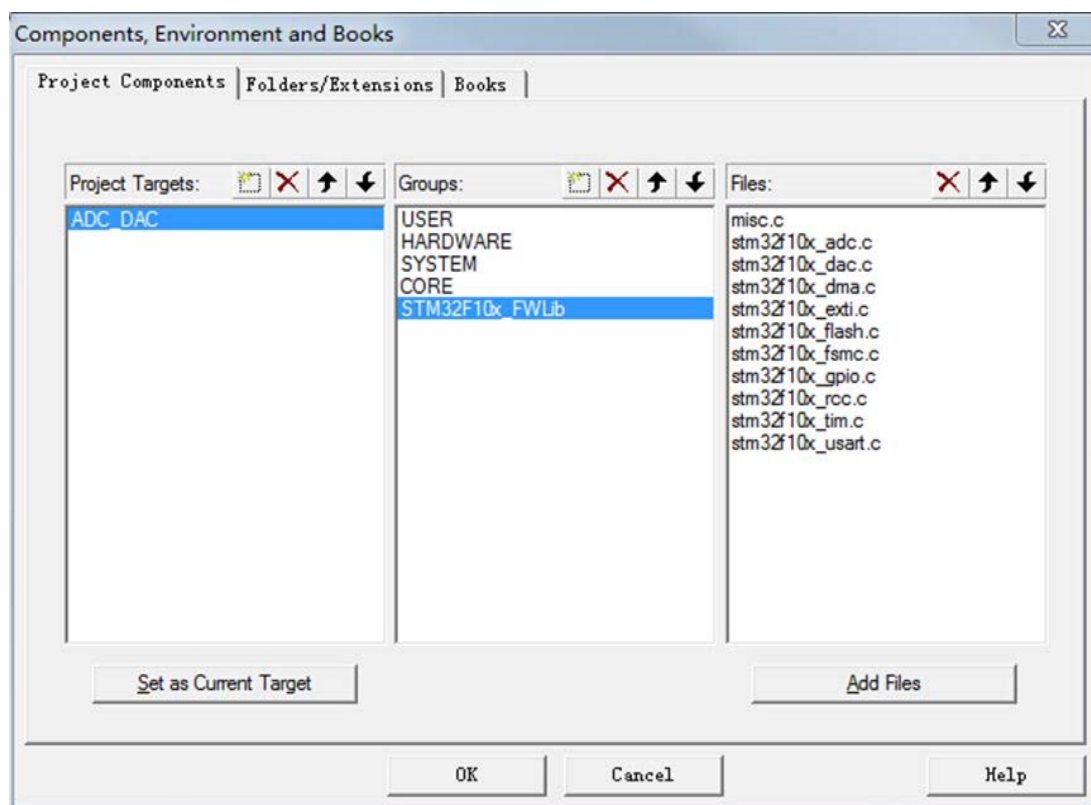 Components, Environment and Books
Project Components Folders/Extensions Books
Project Targets:
ADC_DAC
Groups:
USER
HARDWARE
SYSTEM
CORE
STM32F10x_FWLib
Files:
misc.c
stm32f10x_adc.c
stm32f10x_dac.c
stm32f10x_dma.c
stm32f10x_exti.c
stm32f10x_flash.c
stm32f10x_fsmc.c
stm32f10x_gpio.c
stm32f10x_rcc.c
stm32f10x_tim.c
stm32f10x_usart.c
Set as Current Target
Add Files
OK Cancel Help